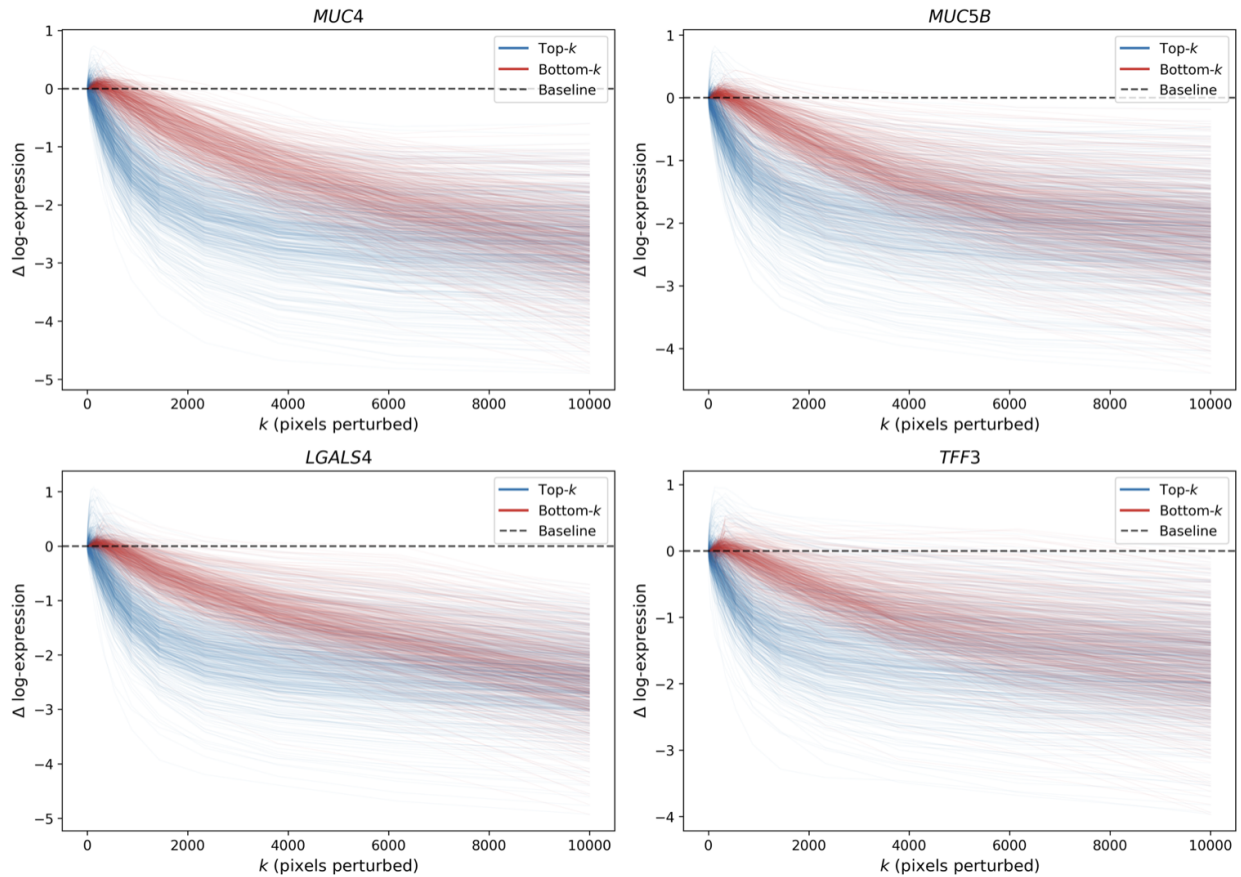 MUC4
1
0
−1
−2
−3
−4
−5
Δ log-expression
Top-k
Bottom-k
Baseline
0 2000 4000 6000 8000 10000
k (pixels perturbed)
MUC5B
1
0
−1
−2
−3
−4
Δ log-expression
Top-k
Bottom-k
Baseline
0 2000 4000 6000 8000 10000
k (pixels perturbed)
LGALS4
1
0
−1
−2
−3
−4
−5
Δ log-expression
Top-k
Bottom-k
Baseline
0 2000 4000 6000 8000 10000
k (pixels perturbed)
TFF3
1
0
−1
−2
−3
−4
Δ log-expression
Top-k
Bottom-k
Baseline
0 2000 4000 6000 8000 10000
k (pixels perturbed)